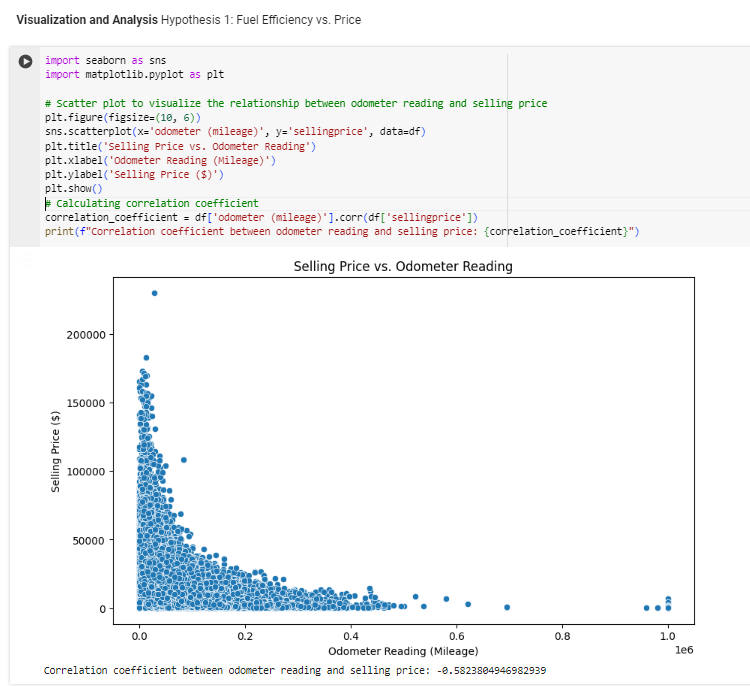 Visualization and Analysis Hypothesis 1: Fuel Efficiency vs. Price
import seaborn as sns
import matplotlib.pyplot as plt
# Scatter plot to visualize the relationship between odometer reading and selling price
plt.figure(figsize=(10, 6))
sns.scatterplot(x='odometer (mileage)', y='sellingprice', data=df)
plt.title('Selling Price vs. Odometer Reading')
plt.xlabel('Odometer Reading (Mileage)')
plt.ylabel('Selling Price ($)')
plt.show()
# Calculating correlation coefficient
correlation_coefficient = df['odometer (mileage)'].corr(df['sellingprice'])
print(f"Correlation coefficient between odometer reading and selling price: {correlation_coefficient}")
Selling Price vs. Odometer Reading
200000
150000
100000
50000
0
Selling Price ($)
0.0 0.2 0.4 0.6 0.8 1.0
1e6
Odometer Reading (Mileage)
Correlation coefficient between odometer reading and selling price: -0.5823804946982939